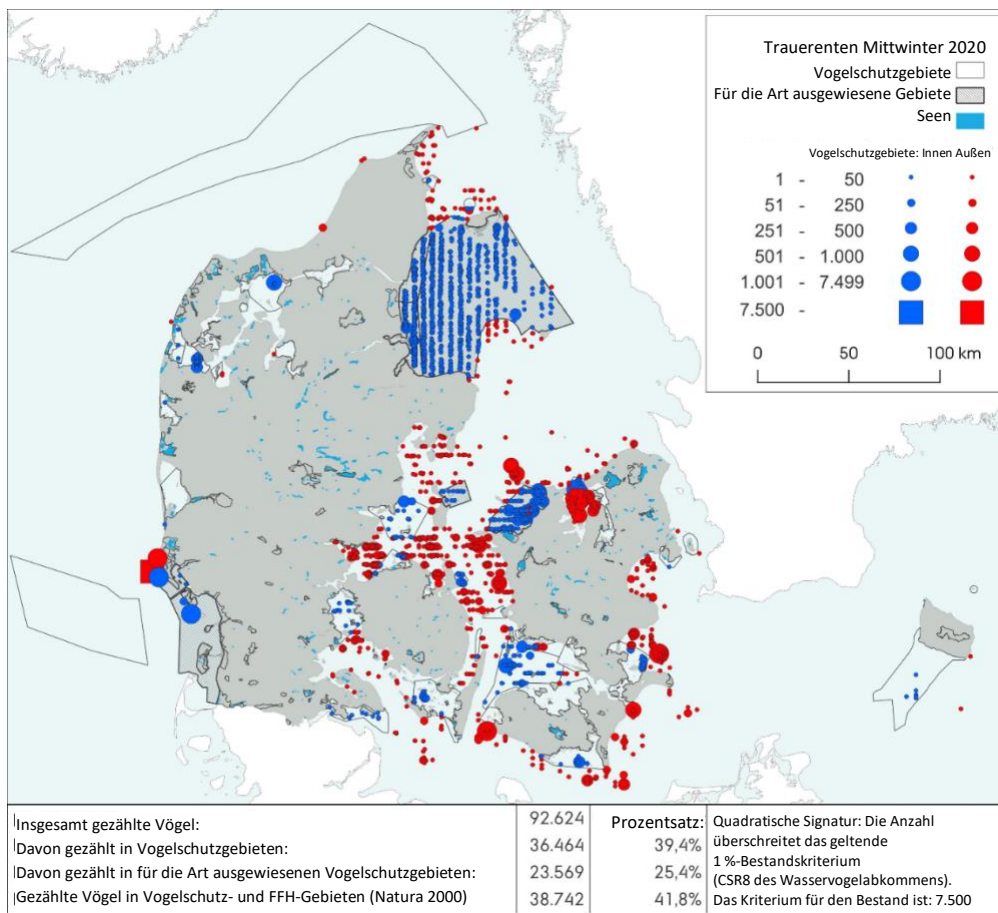 Trauerenten Mittwinter 2020
Vogelschutzgebiete
Für die Art ausgewiesene Gebiete
Seen
Vogelschutzgebiete: Innen Außen
1 - 50
51 - 250
251 - 500
501 - 1.000
1.001 - 7.499
7.500 -
0 50 100 km
Insgesamt gezählte Vögel: 92.624 Prozentsatz:
Davon gezählt in Vogelschutzgebieten: 36.464 39,4%
Davon gezählt in für die Art ausgewiesenen Vogelschutzgebieten: 23.569 25,4%
Gezählte Vögel in Vogelschutz- und FFH-Gebieten (Natura 2000) 38.742 41,8%
Quadratische Signatur: Die Anzahl
überschreitet das geltende
1 %-Bestandskriterium
(CSR8 des Wasservogelabkommens).
Das Kriterium für den Bestand ist: 7.500